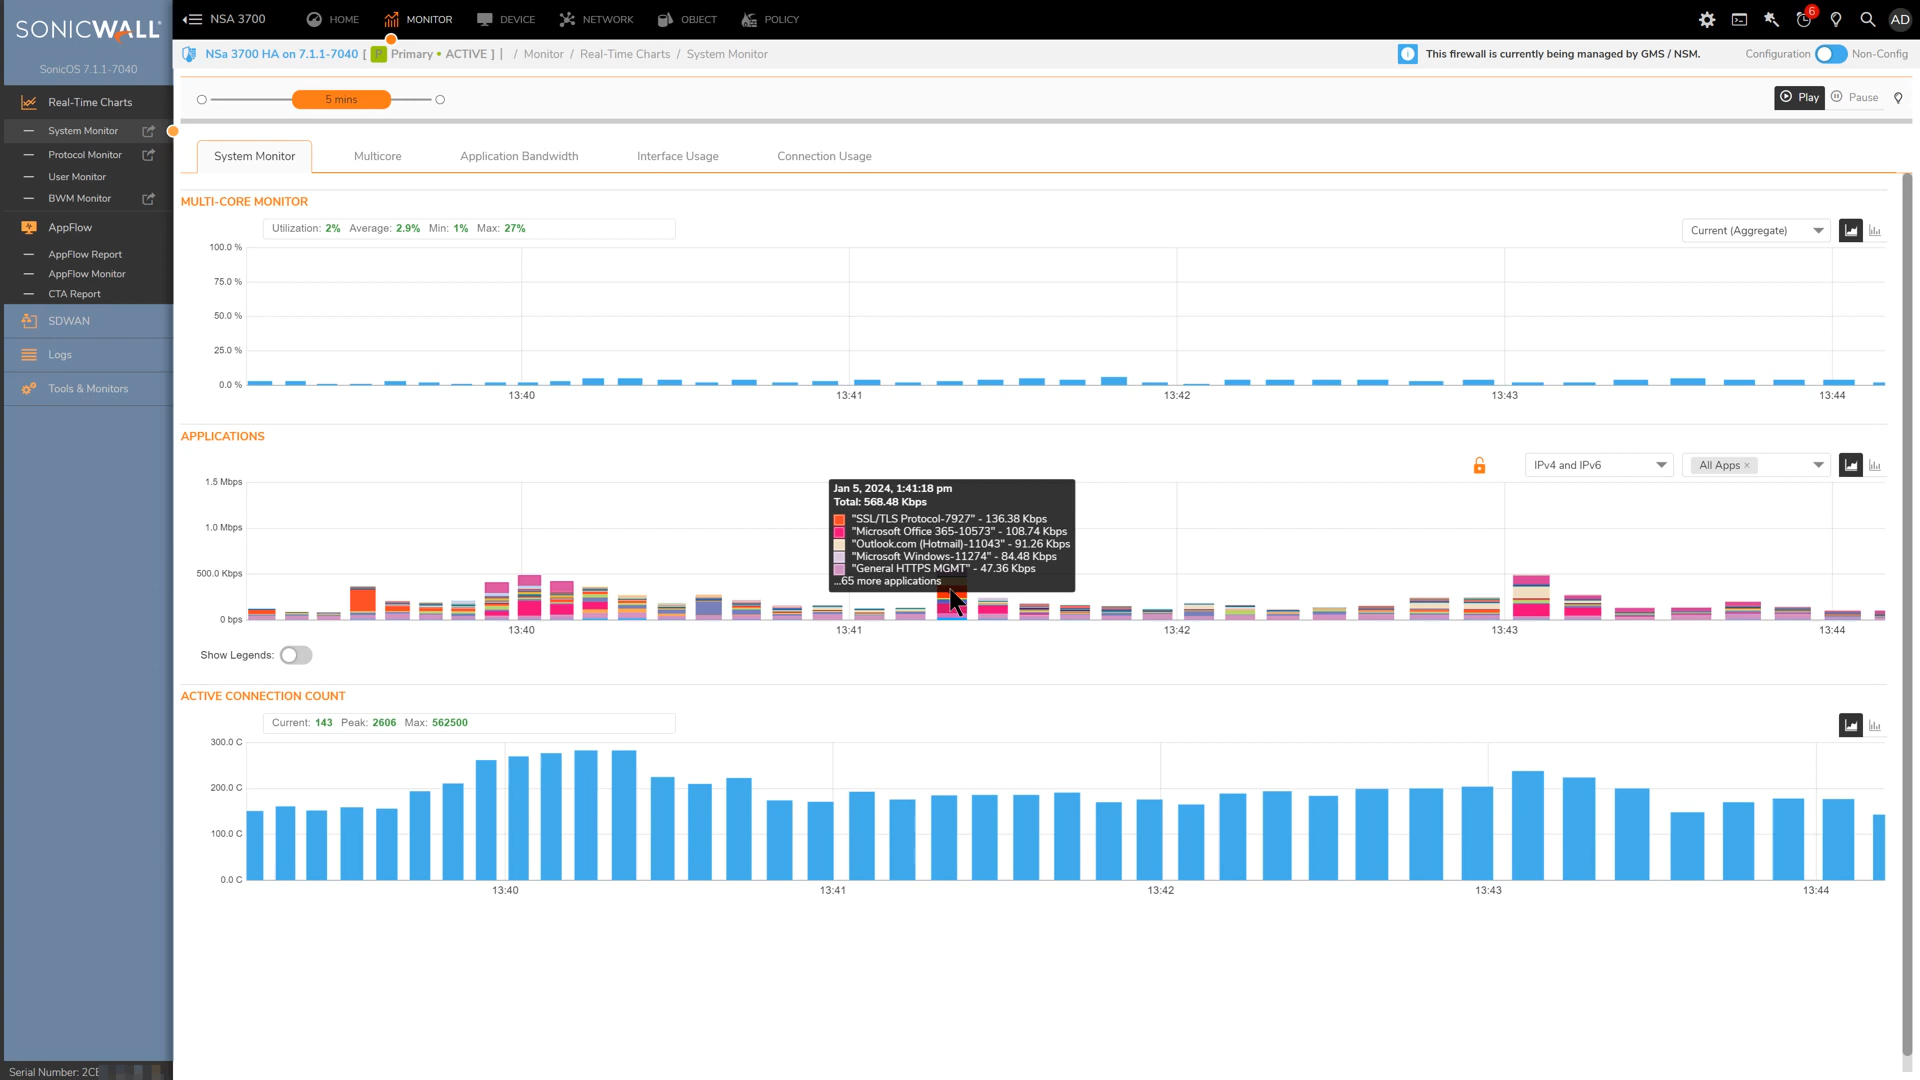 SONICWALL
SonicOS 7.1.1-7040
NSA 3700
HOME
MONITOR
DEVICE
NETWORK
OBJECT
POLICY
6
AD
NSa 3700 HA on 7.1.1-7040 [ P Primary • ACTIVE ] | / Monitor / Real-Time Charts / System Monitor
i This firewall is currently being managed by GMS / NSM.
Configuration Non-Config
Real-Time Charts
System Monitor
Protocol Monitor
User Monitor
BWM Monitor
AppFlow
AppFlow Report
AppFlow Monitor
CTA Report
SDWAN
Logs
Tools & Monitors
Serial Number: 2CB
5 mins
Play
Pause
System Monitor
Multicore
Application Bandwidth
Interface Usage
Connection Usage
MULTI-CORE MONITOR
Utilization: 2% Average: 2.9% Min: 1% Max: 27%
Current (Aggregate)
100.0 %
75.0 %
50.0 %
25.0 %
0.0 %
13:40 13:41 13:42 13:43 13:44
APPLICATIONS
IPv4 and IPv6
All Apps ×
1.5 Mbps
1.0 Mbps
500.0 Kbps
0 bps
Jan 5, 2024, 1:41:18 pm
Total: 568.48 Kbps
"SSL/TLS Protocol-7927" - 136.38 Kbps
"Microsoft Office 365-10573" - 108.74 Kbps
"Outlook.com (Hotmail)-11043" - 91.26 Kbps
"Microsoft Windows-11274" - 84.48 Kbps
"General HTTPS MGMT" - 47.36 Kbps
...65 more applications
13:40 13:41 13:42 13:43 13:44
Show Legends:
ACTIVE CONNECTION COUNT
Current: 143 Peak: 2606 Max: 562500
300.0 C
200.0 C
100.0 C
0.0 C
13:40 13:41 13:42 13:43 13:44